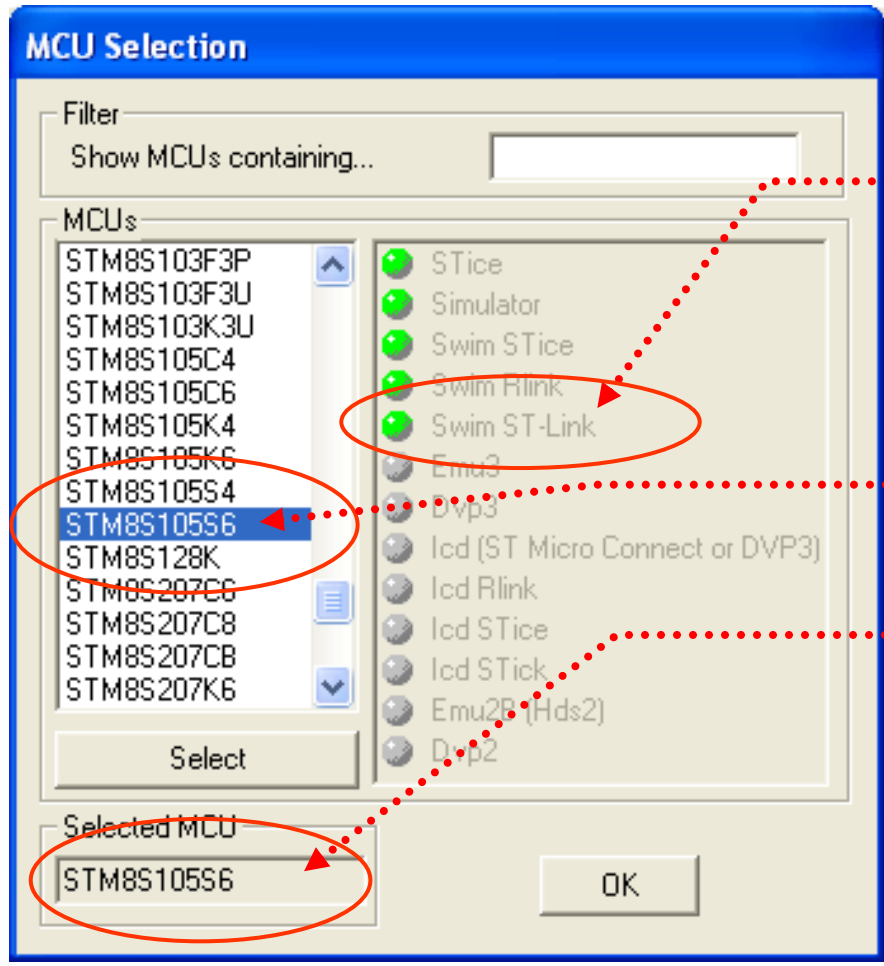 MCU Selection
Filter
Show MCUs containing...
MCUs
STM8S103F3P
STM8S103F3U
STM8S103K3U
STM8S105C4
STM8S105C6
STM8S105K4
STM8S105K6
STM8S105S4
STM8S105S6
STM8S128K
STM8S207C6
STM8S207C8
STM8S207CB
STM8S207K6
STice
Simulator
Swim STice
Swim Rlink
Swim ST-Link
Emu3
Dvp3
Icd (ST Micro Connect or DVP3)
Icd Rlink
Icd STice
Icd STick
Emu2B (Hds2)
Dvp2
Select
Selected MCU
STM8S105S6
OK